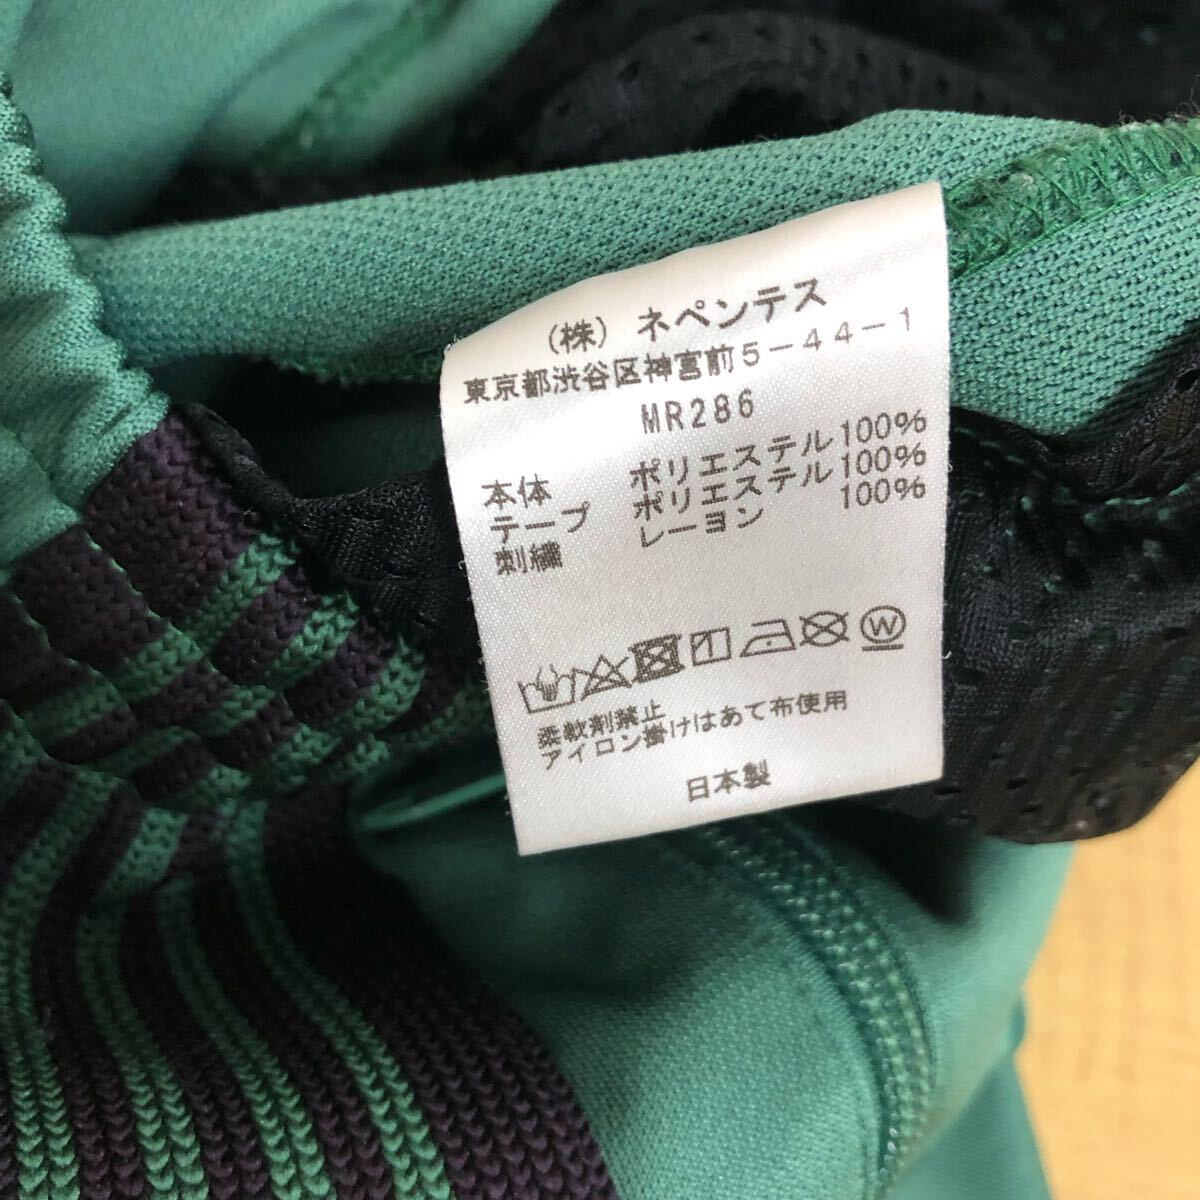 (株) ネペンテス
東京都渋谷区神宮前5-44-1
MR286
本体 ポリエステル100%
テープ ポリエステル100%
刺繍 レーヨン 100%
W
柔軟剤禁止
アイロン掛けはあて布使用
日本製